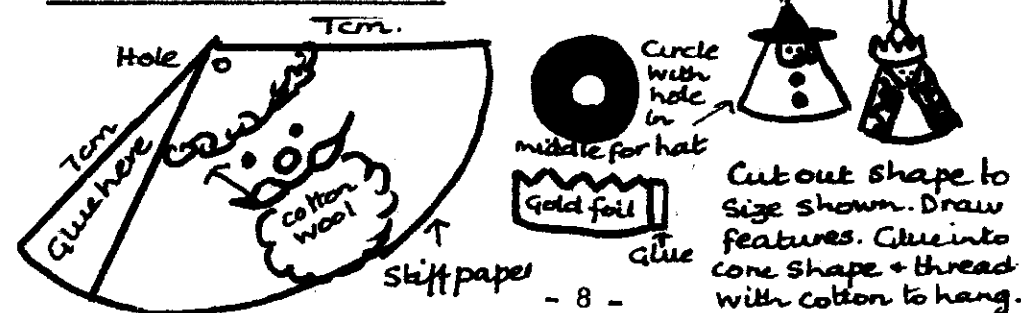 7cm.
Hole
7cm
Glue here
cotton
wool
Stiff paper
Circle
with
hole
in
middle for hat
Gold foil
Glue
Cut out shape to
size shown. Draw
features. Glue into
cone shape + thread
with cotton to hang.
- 8 -